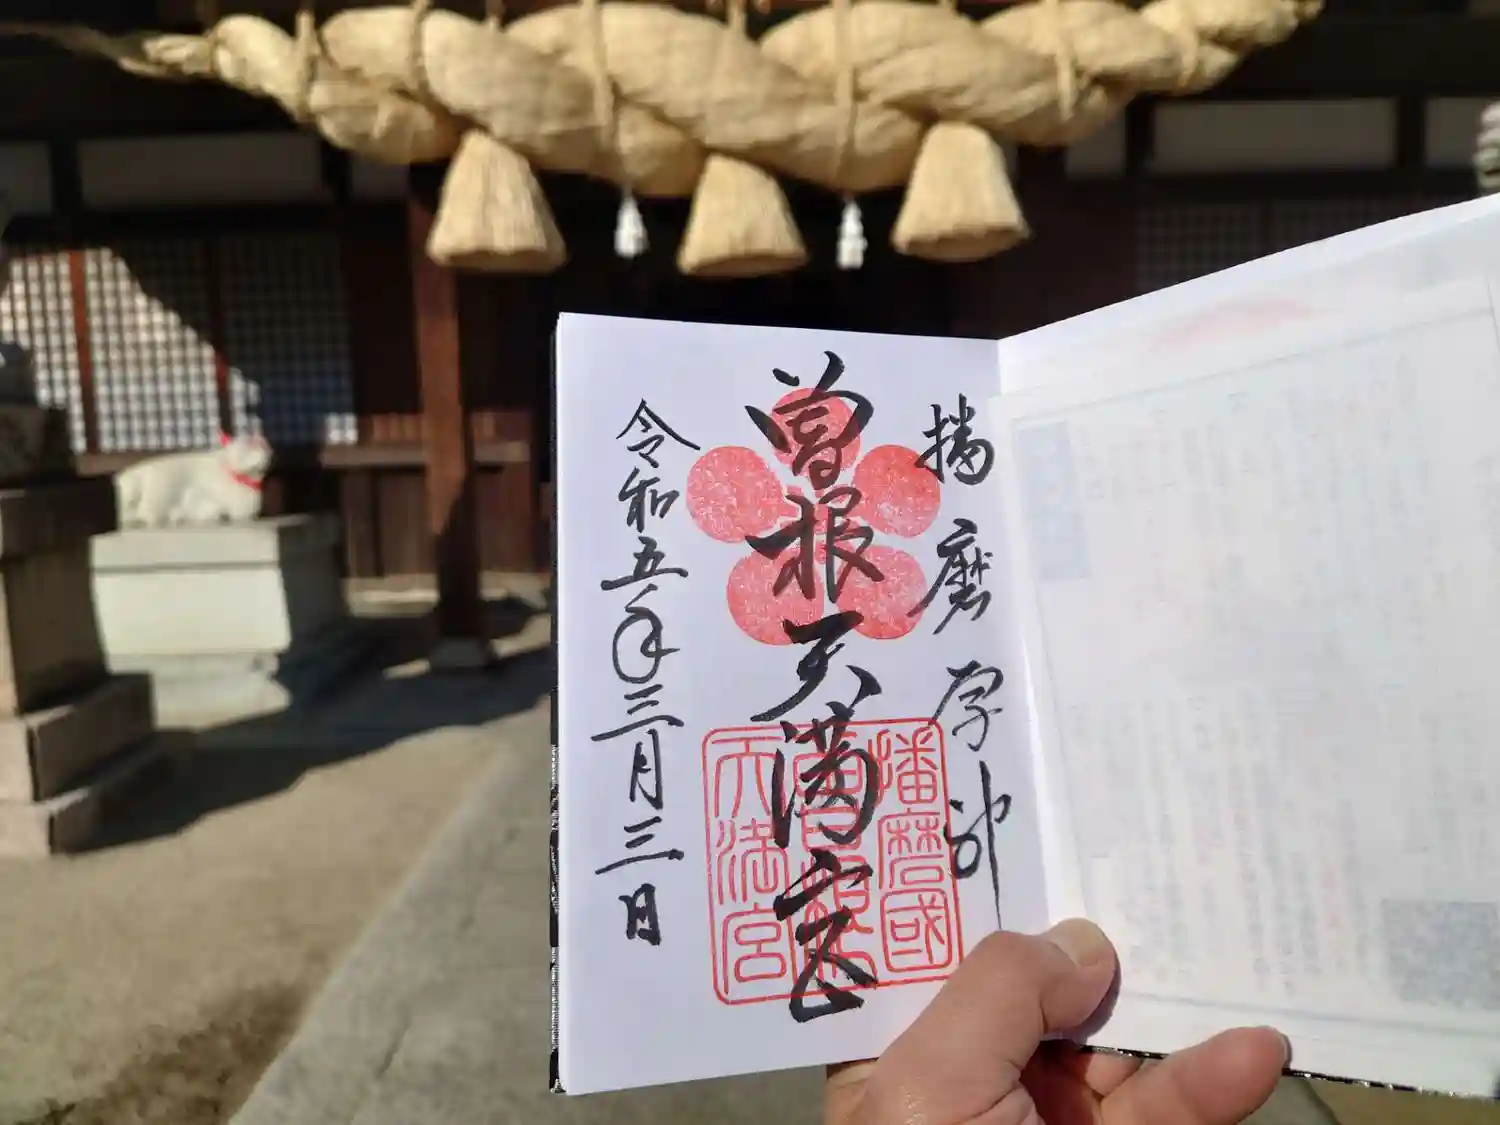 播磨学神
曽根天満宮
播磨國
曽根
天満宮
令和五年三月三日